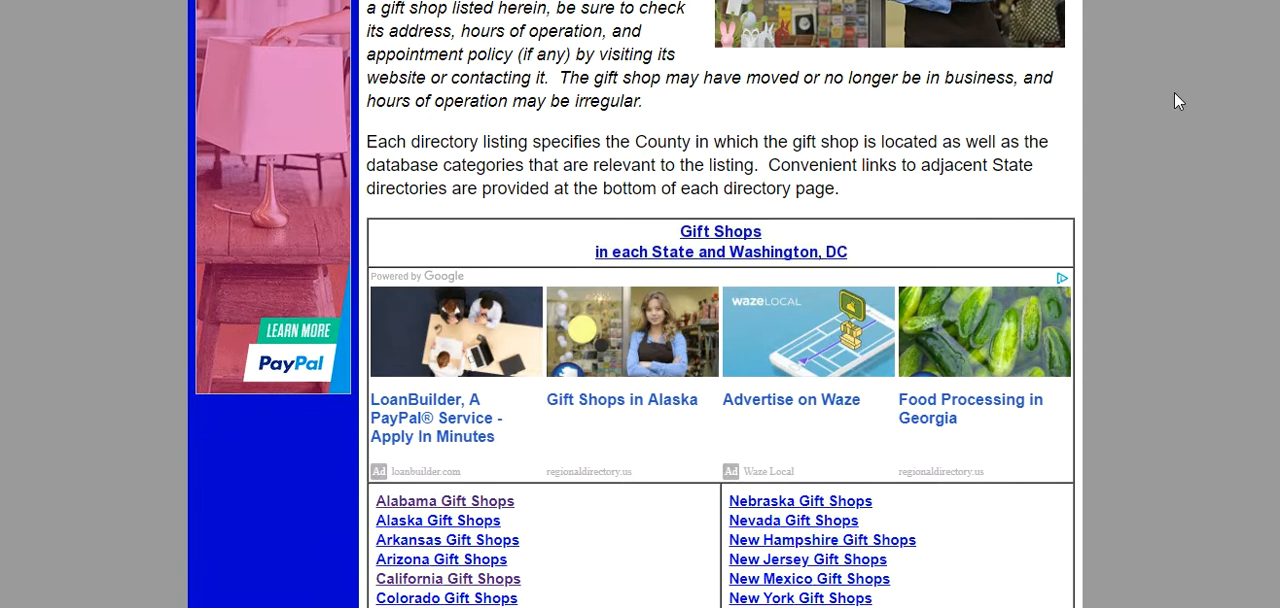 a gift shop listed herein, be sure to check
its address, hours of operation, and
appointment policy (if any) by visiting its
website or contacting it.  The gift shop may have moved or no longer be in business, and
hours of operation may be irregular.
Each directory listing specifies the County in which the gift shop is located as well as the
database categories that are relevant to the listing.  Convenient links to adjacent State
directories are provided at the bottom of each directory page.
LEARN MORE
PayPal
Gift Shops
in each State and Washington, DC
Powered by Google
waze LOCAL
LoanBuilder, A
PayPal® Service -
Apply In Minutes
Ad loanbuilder.com
Gift Shops in Alaska
regionaldirectory.us
Advertise on Waze
Ad Waze Local
Food Processing in
Georgia
regionaldirectory.us
Alabama Gift Shops
Alaska Gift Shops
Arkansas Gift Shops
Arizona Gift Shops
California Gift Shops
Colorado Gift Shops
Nebraska Gift Shops
Nevada Gift Shops
New Hampshire Gift Shops
New Jersey Gift Shops
New Mexico Gift Shops
New York Gift Shops